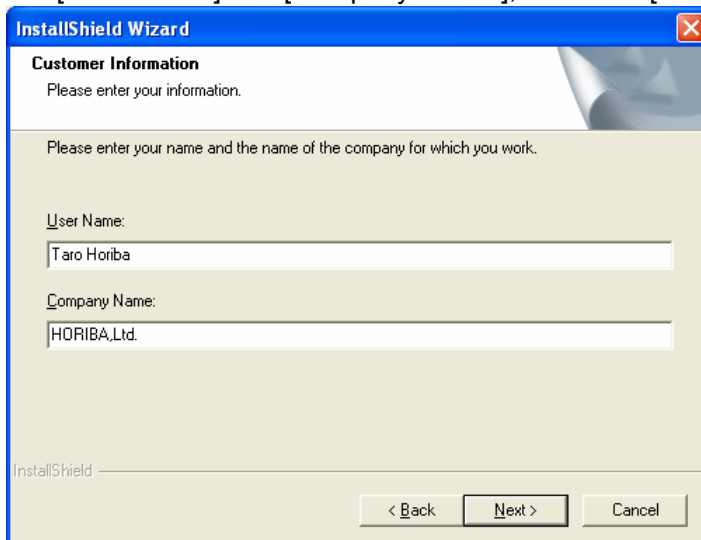 InstallShield Wizard
Customer Information
Please enter your information.
Please enter your name and the name of the company for which you work.
User Name:
Taro Horiba
Company Name:
HORIBA,Ltd.
InstallShield
< Back Next > Cancel